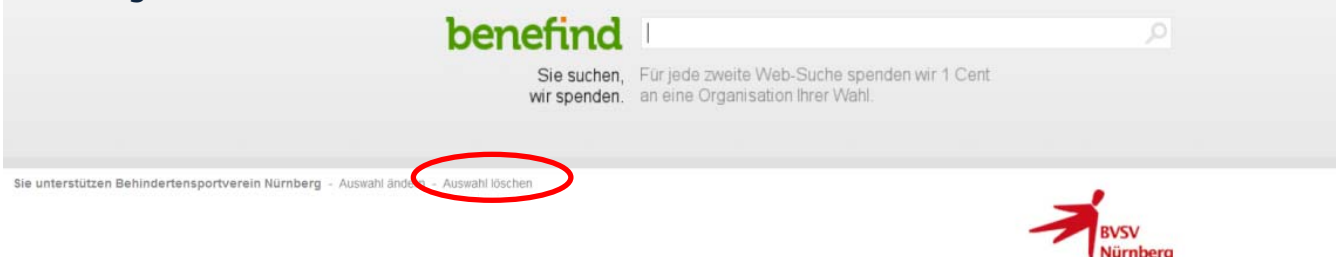 benefind
Sie suchen, Für jede zweite Web-Suche spenden wir 1 Cent
wir spenden. an eine Organisation Ihrer Wahl.
Sie unterstützen Behindertensportverein Nürnberg - Auswahl ändern - Auswahl löschen
BVSV
Nürnberg